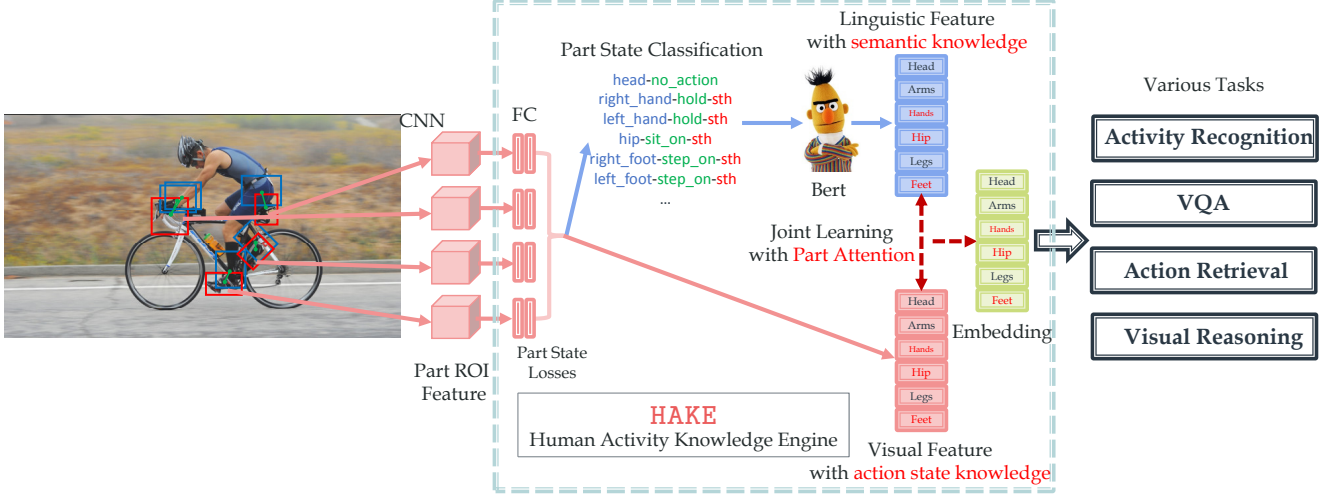 CNN
Part ROI
Feature
FC
Part State
Losses
Part State Classification
head-no_action
right_hand-hold-sth
left_hand-hold-sth
hip-sit_on-sth
right_foot-step_on-sth
left_foot-step_on-sth
...
Bert
Linguistic Feature
with semantic knowledge
Head
Arms
Hands
Hip
Legs
Feet
Joint Learning
with Part Attention
Head
Arms
Hands
Hip
Legs
Feet
Visual Feature
with action state knowledge
Head
Arms
Hands
Hip
Legs
Feet
Embedding
HAKE
Human Activity Knowledge Engine
Various Tasks
Activity Recognition
VQA
Action Retrieval
Visual Reasoning